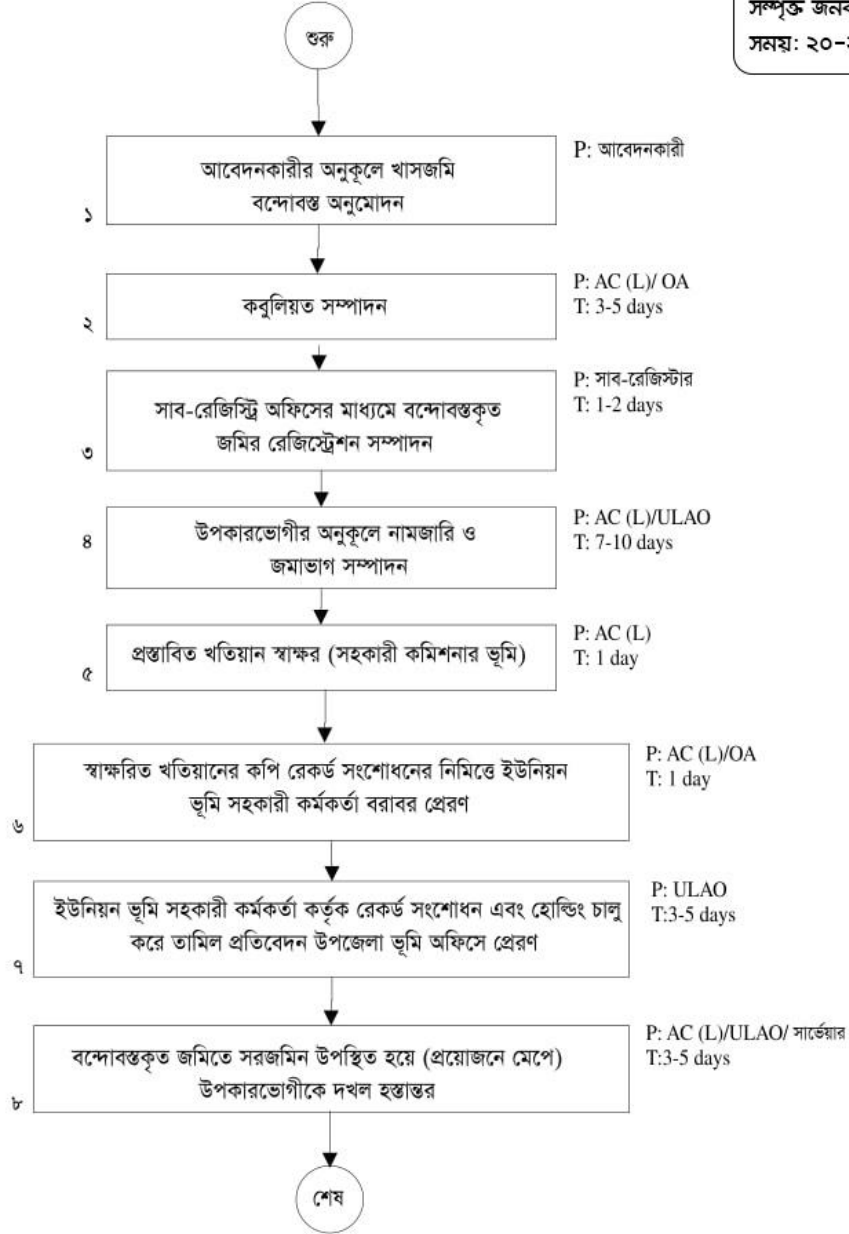 সম্পৃক্ত
সময়: ২০-
শুরু
আবেদনকারীর অনুকূলে খাসজমি
বন্দোবস্ত অনুমোদন
১
P: আবেদনকারী
কবুলিয়ত সম্পাদন
২
P: AC (L)/ OA
T: 3-5 days
সাব-রেজিস্ট্রি অফিসের মাধ্যমে বন্দোবস্তকৃত
জমির রেজিস্ট্রেশন সম্পাদন
৩
P: সাব-রেজিস্টার
T: 1-2 days
উপকারভোগীর অনুকূলে নামজারি ও
জমাভাগ সম্পাদন
৪
P: AC (L)/ULAO
T: 7-10 days
প্রস্তাবিত খতিয়ান স্বাক্ষর (সহকারী কমিশনার ভূমি)
৫
P: AC (L)
T: 1 day
স্বাক্ষরিত খতিয়ানের কপি রেকর্ড সংশোধনের নিমিত্তে ইউনিয়ন
ভূমি সহকারী কর্মকর্তা বরাবর প্রেরণ
৬
P: AC (L)/OA
T: 1 day
ইউনিয়ন ভূমি সহকারী কর্মকর্তা কর্তৃক রেকর্ড সংশোধন এবং হোল্ডিং চালু
করে তামিল প্রতিবেদন উপজেলা ভূমি অফিসে প্রেরণ
৭
P: ULAO
T:3-5 days
বন্দোবস্তকৃত জমিতে সরজমিন উপস্থিত হয়ে (প্রয়োজনে মেপে)
উপকারভোগীকে দখল হস্তান্তর
৮
P: AC (L)/ULAO/ সার্ভেয়ার
T:3-5 days
শেষ